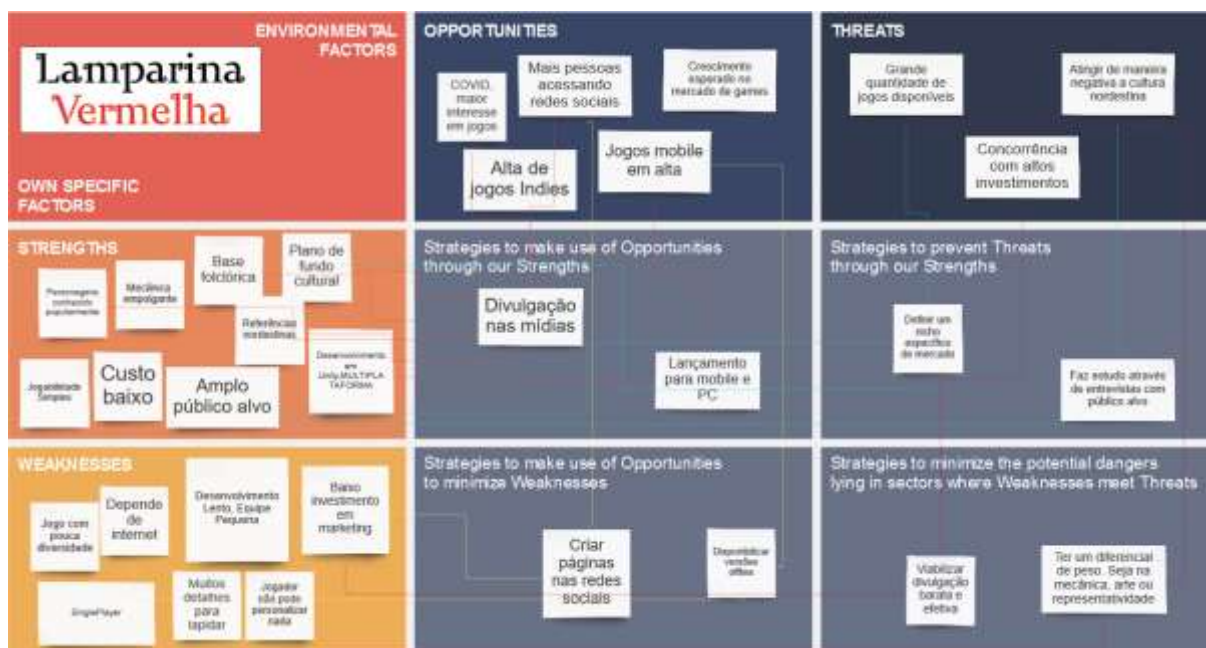 Lamparina
Vermelha
ENVIRONMENTAL
FACTORS
OWN SPECIFIC
FACTORS
OPPORTUNITIES
COVID,
maior
interesse
em jogos
Mais pessoas
acessando
redes sociais
Crescimento
esperado no
mercado de games
Alta de
jogos Indies
Jogos mobile
em alta
THREATS
Grande
quantidade de
jogos disponíveis
Atingir de maneira
negativa a cultura
nordestina
Concorrência
com altos
investimentos
STRENGTHS
Personagens
conhecido
popularmente
Mecânica
empolgante
Base
folclórica
Plano de
fundo
cultural
Referências
nordestinas
Jogabilidade
Simples
Custo
baixo
Amplo
público alvo
Desenvolvimento
em
Unity,MULTIPLA
TAFORMA
Strategies to make use of Opportunities
through our Strengths
Divulgação
nas mídias
Lançamento
para mobile e
PC
Strategies to prevent Threats
through our Strengths
Definir um
nicho
específico
de mercado
Faz estudo através
de entrevistas com
público alvo
WEAKNESSES
Jogo com
pouca
diversidade
Depende
de
internet
Desenvolvimento
Lento, Equipe
Pequena
Baixo
investimento
em
marketing
SinglePlayer
Muitos
detalhes
para
lapidar
Jogador
não pode
personalizar
nada
Strategies to make use of Opportunities
to minimize Weaknesses
Criar
páginas
nas redes
sociais
Disponibilizar
versões
offline
Strategies to minimize the potential dangers
lying in sectors where Weaknesses meet Threats
Viabilizar
divulgação
barata e
efetiva
Ter um diferencial
de peso. Seja na
mecânica, arte ou
representatividade